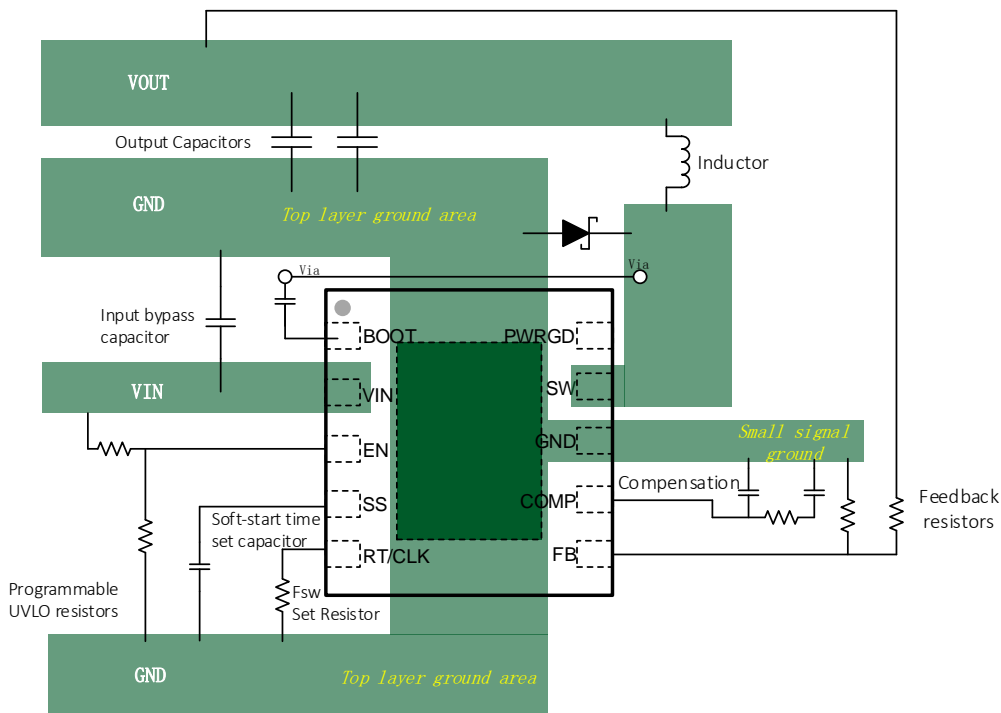 VOUT
Output Capacitors
Inductor
GND
Top layer ground area
Via
Via
Input bypass
capacitor
BOOT
PWRGD
VIN
VIN
SW
EN
GND
Small signal
ground
SS
COMP
Compensation
Feedback
resistors
Soft-start time
set capacitor
RT/CLK
FB
Programmable
UVLO resistors
Fsw
Set Resistor
GND
Top layer ground area